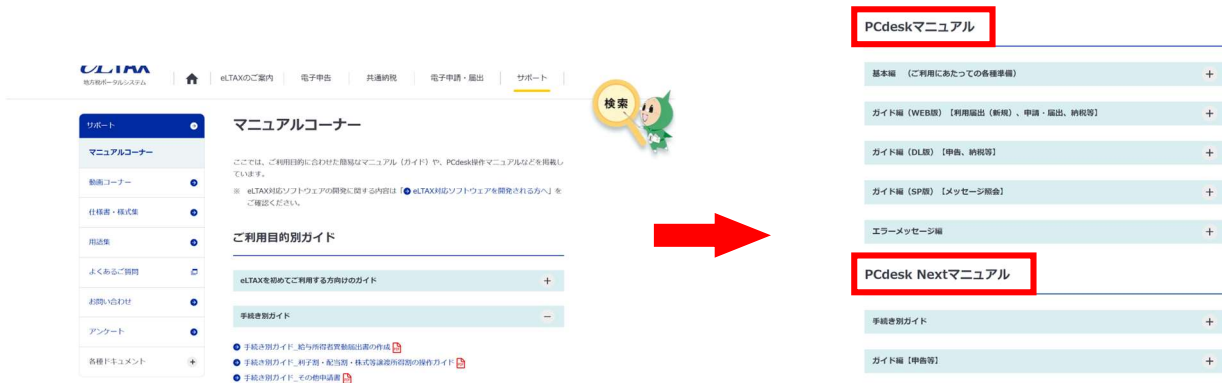 eLTAX
地方税ポータルシステム
eLTAXのご案内
電子申告
共通納税
電子申請・届出
サポート
検索
サポート
マニュアルコーナー
動画コーナー
仕様書・様式集
用語集
よくあるご質問
お問い合わせ
アンケート
各種ドキュメント
マニュアルコーナー
ここでは、ご利用目的に合わせた簡易なマニュアル（ガイド）や、PCdesk操作マニュアルなどを掲載し
ています。
※ eLTAX対応ソフトウェアの開発に関する内容は「eLTAX対応ソフトウェアを開発される方へ」を
ご確認ください。
ご利用目的別ガイド
eLTAXを初めてご利用する方向けのガイド
手続き別ガイド
手続き別ガイド_給与所得者異動届出書の作成
手続き別ガイド_利子割・配当割・株式等譲渡所得割の操作ガイド
手続き別ガイド_その他申請書
PCdeskマニュアル
基本編 （ご利用にあたっての各種準備）
ガイド編（WEB版）【利用届出（新規）、申請・届出、納税等】
ガイド編（DL版）【申告、納税等】
ガイド編（SP版）【メッセージ照会】
エラーメッセージ編
PCdesk Nextマニュアル
手続き別ガイド
ガイド編【申告等】